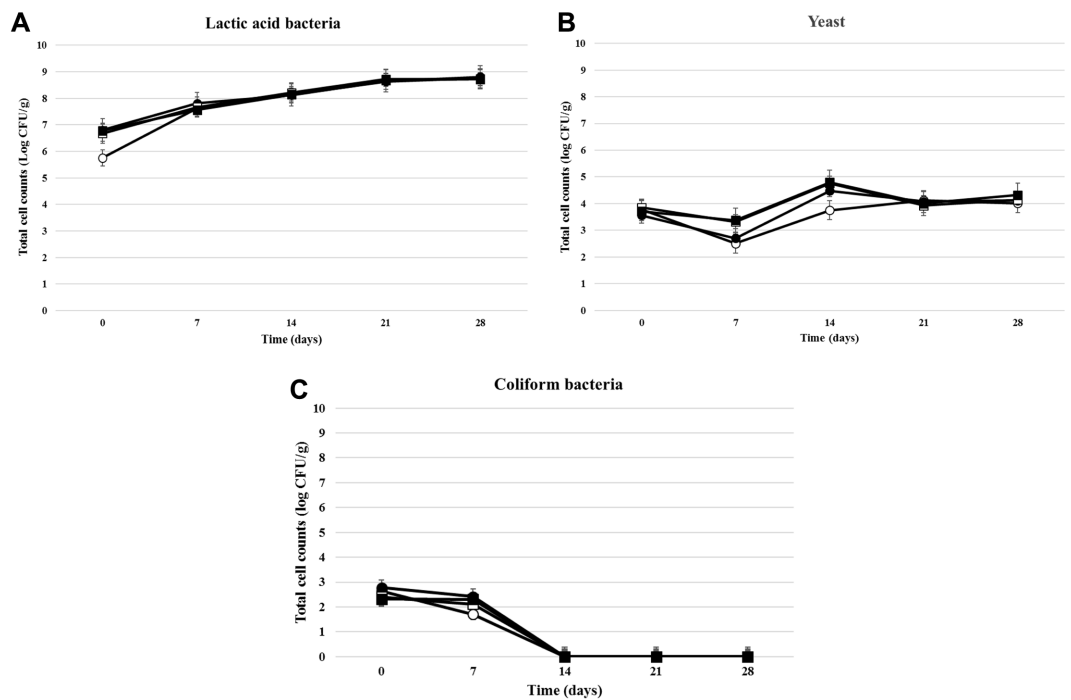 A
Lactic acid bacteria
Total cell counts (Log CFU/g)
10
9
8
7
6
5
4
3
2
1
0
0 7 14 21 28
Time (days)
B
Yeast
Total cell counts (log CFU/g)
10
9
8
7
6
5
4
3
2
1
0
0 7 14 21 28
Time (days)
C
Coliform bacteria
Total cell counts (log CFU/g)
10
9
8
7
6
5
4
3
2
1
0
0 7 14 21 28
Time (days)